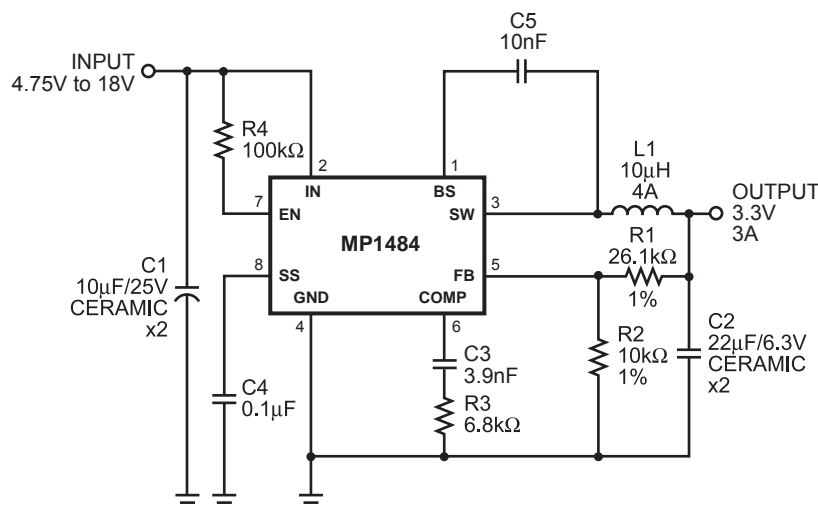 C5
10nF
INPUT
4.75V to 18V
R4
100kΩ
2
1
L1
10µH
4A
IN
BS
OUTPUT
3.3V
3A
7
EN
SW
3
MP1484
R1
26.1kΩ
1%
C1
10µF/25V
CERAMIC
x2
8
SS
FB
5
GND
COMP
4
6
R2
10kΩ
1%
C2
22µF/6.3V
CERAMIC
x2
C3
3.9nF
C4
0.1µF
R3
6.8kΩ